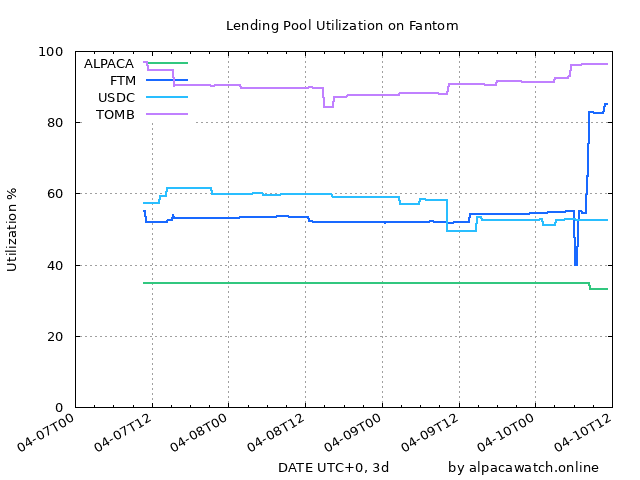 Lending Pool Utilization on Fantom
100
80
60
40
20
0
Utilization %
ALPACA
FTM
USDC
TOMB
04-07T00
04-07T12
04-08T00
04-08T12
04-09T00
04-09T12
04-10T00
04-10T12
DATE UTC+0, 3d
by alpacawatch.online